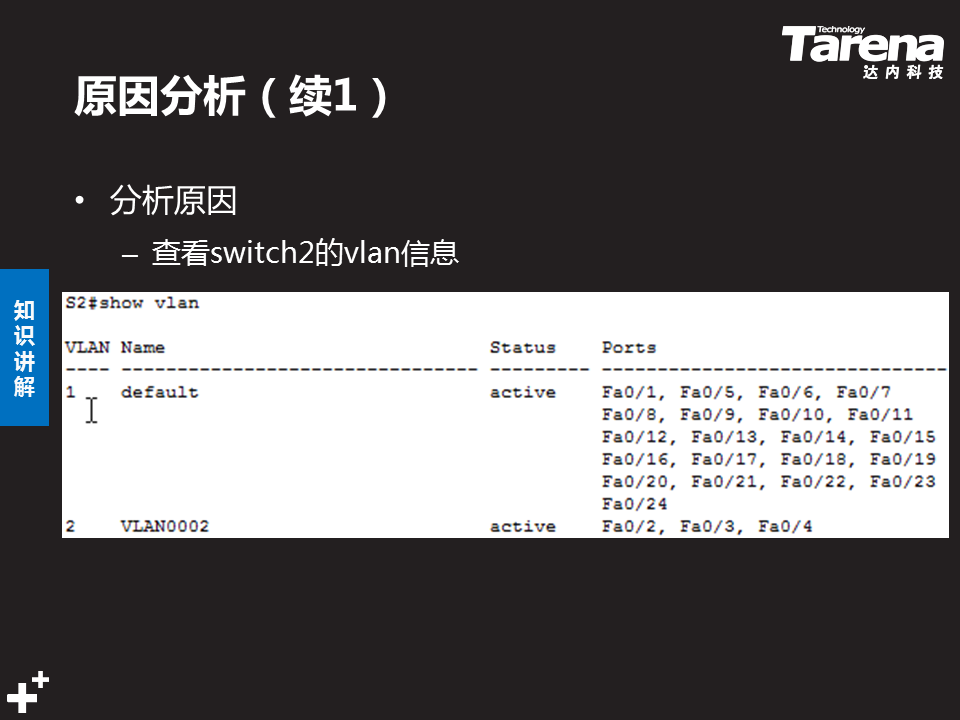 Technology
Tarena
达内科技
原因分析（续1）
• 分析原因
– 查看switch2的vlan信息
知
识
讲
解
S2#show vlan
VLAN Name                             Status    Ports
---- -------------------------------- --------- -------------------------------
1    default                          active    Fa0/1, Fa0/5, Fa0/6, Fa0/7
                                                Fa0/8, Fa0/9, Fa0/10, Fa0/11
                                                Fa0/12, Fa0/13, Fa0/14, Fa0/15
                                                Fa0/16, Fa0/17, Fa0/18, Fa0/19
                                                Fa0/20, Fa0/21, Fa0/22, Fa0/23
                                                Fa0/24
2    VLAN0002                         active    Fa0/2, Fa0/3, Fa0/4